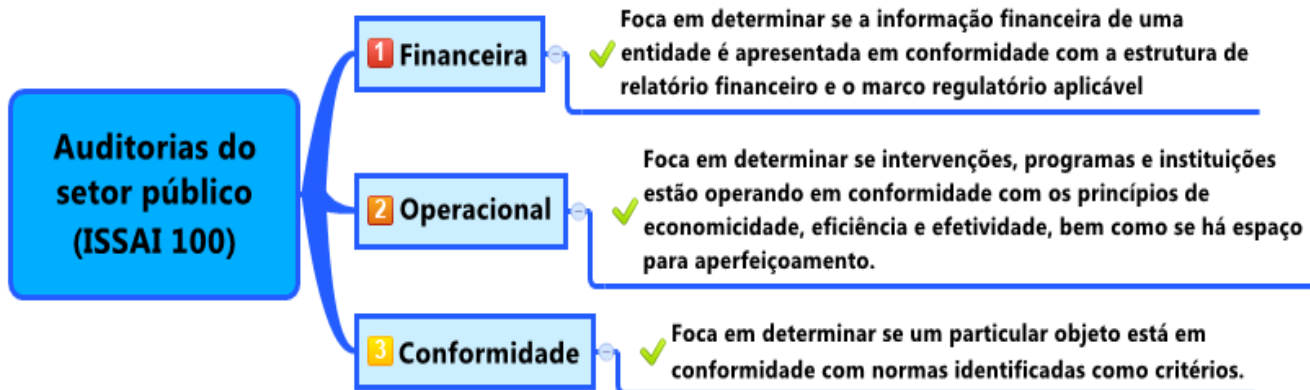 Auditorias do
setor público
(ISSAI 100)
1 Financeira
Foca em determinar se a informação financeira de uma
entidade é apresentada em conformidade com a estrutura de
relatório financeiro e o marco regulatório aplicável
2 Operacional
Foca em determinar se intervenções, programas e instituições
estão operando em conformidade com os princípios de
economicidade, eficiência e efetividade, bem como se há espaço
para aperfeiçoamento.
3 Conformidade
Foca em determinar se um particular objeto está em
conformidade com normas identificadas como critérios.